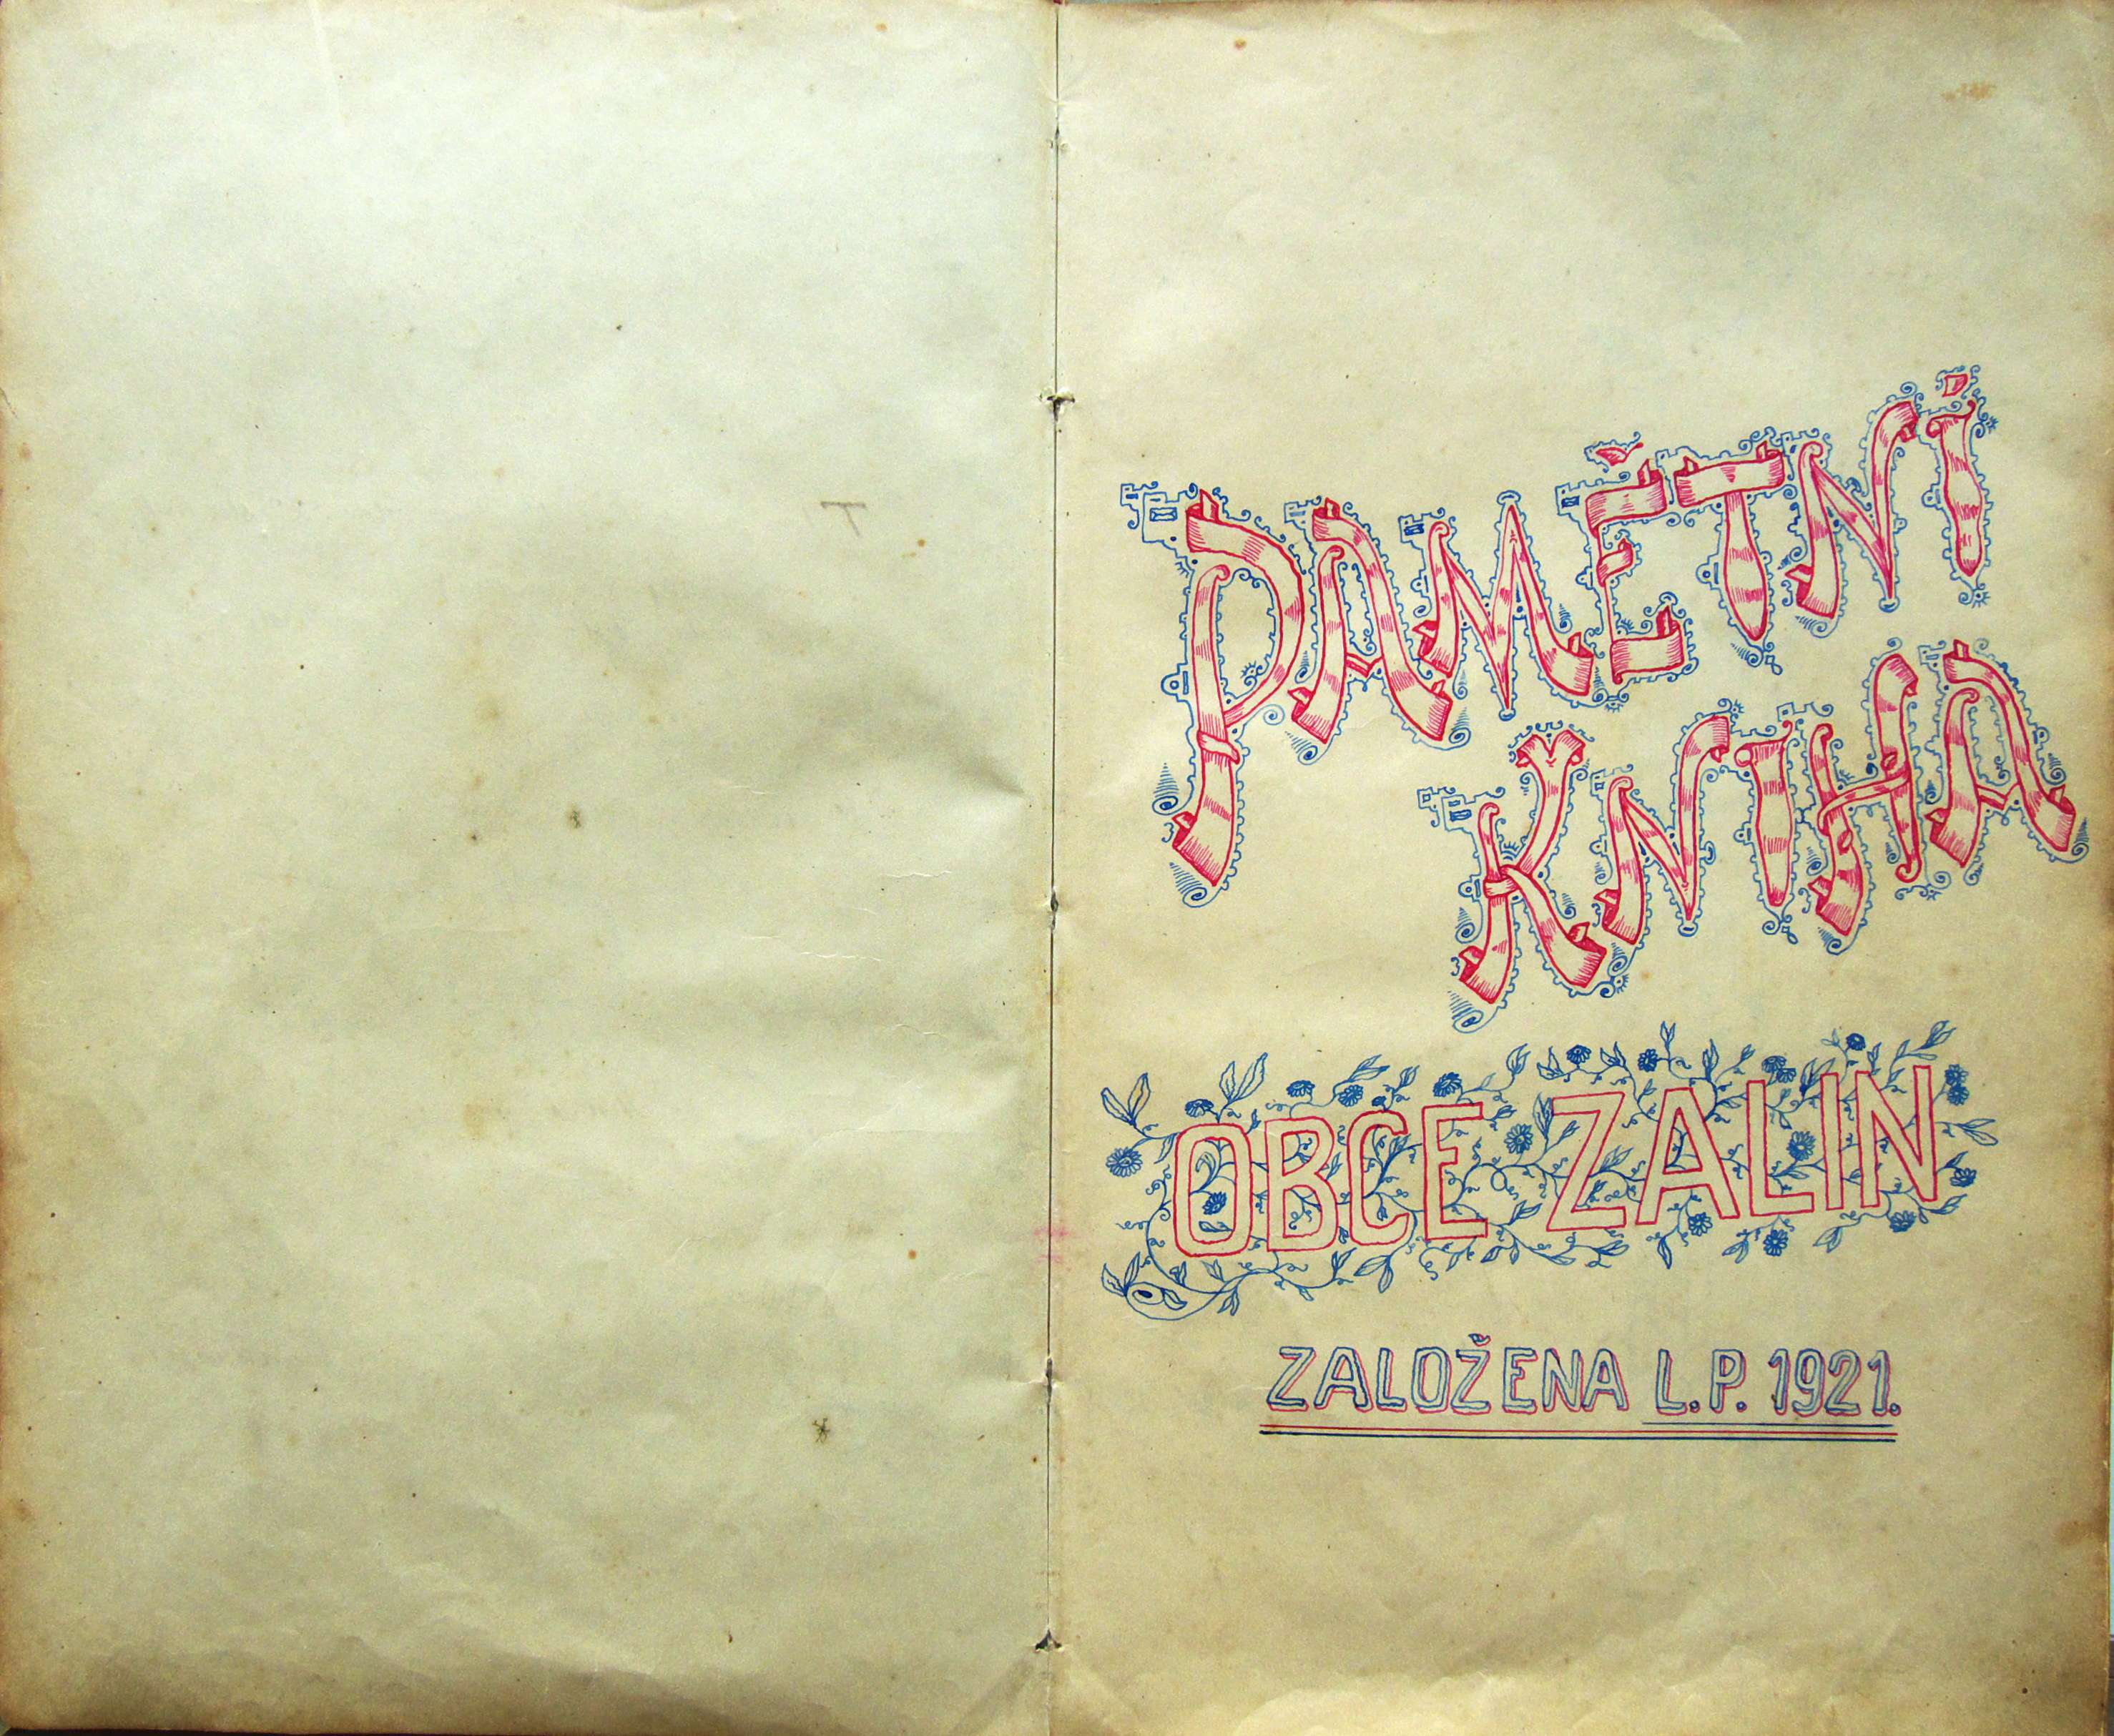 PAMĚTNÍ
KNIHA
OBCE ZALIN
ZALOŽENA L.P. 1921.